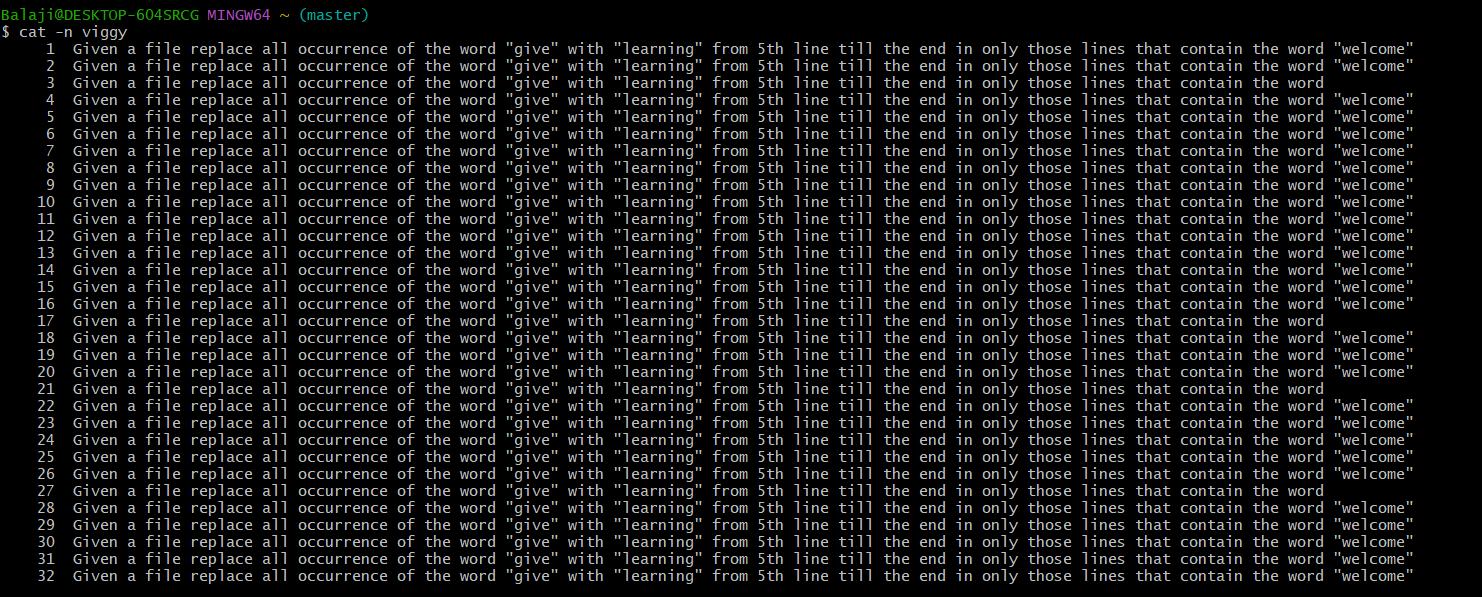 Balaji@DESKTOP-6O4SRCG MINGW64 ~ (master)
$ cat -n viggy
     1  Given a file replace all occurrence of the word "give" with "learning" from 5th line till the end in only those lines that contain the word "welcome"
     2  Given a file replace all occurrence of the word "give" with "learning" from 5th line till the end in only those lines that contain the word "welcome"
     3  Given a file replace all occurrence of the word "give" with "learning" from 5th line till the end in only those lines that contain the word
     4  Given a file replace all occurrence of the word "give" with "learning" from 5th line till the end in only those lines that contain the word "welcome"
     5  Given a file replace all occurrence of the word "give" with "learning" from 5th line till the end in only those lines that contain the word "welcome"
     6  Given a file replace all occurrence of the word "give" with "learning" from 5th line till the end in only those lines that contain the word "welcome"
     7  Given a file replace all occurrence of the word "give" with "learning" from 5th line till the end in only those lines that contain the word "welcome"
     8  Given a file replace all occurrence of the word "give" with "learning" from 5th line till the end in only those lines that contain the word "welcome"
     9  Given a file replace all occurrence of the word "give" with "learning" from 5th line till the end in only those lines that contain the word "welcome"
    10  Given a file replace all occurrence of the word "give" with "learning" from 5th line till the end in only those lines that contain the word "welcome"
    11  Given a file replace all occurrence of the word "give" with "learning" from 5th line till the end in only those lines that contain the word "welcome"
    12  Given a file replace all occurrence of the word "give" with "learning" from 5th line till the end in only those lines that contain the word "welcome"
    13  Given a file replace all occurrence of the word "give" with "learning" from 5th line till the end in only those lines that contain the word "welcome"
    14  Given a file replace all occurrence of the word "give" with "learning" from 5th line till the end in only those lines that contain the word "welcome"
    15  Given a file replace all occurrence of the word "give" with "learning" from 5th line till the end in only those lines that contain the word "welcome"
    16  Given a file replace all occurrence of the word "give" with "learning" from 5th line till the end in only those lines that contain the word "welcome"
    17  Given a file replace all occurrence of the word "give" with "learning" from 5th line till the end in only those lines that contain the word
    18  Given a file replace all occurrence of the word "give" with "learning" from 5th line till the end in only those lines that contain the word "welcome"
    19  Given a file replace all occurrence of the word "give" with "learning" from 5th line till the end in only those lines that contain the word "welcome"
    20  Given a file replace all occurrence of the word "give" with "learning" from 5th line till the end in only those lines that contain the word "welcome"
    21  Given a file replace all occurrence of the word "give" with "learning" from 5th line till the end in only those lines that contain the word
    22  Given a file replace all occurrence of the word "give" with "learning" from 5th line till the end in only those lines that contain the word "welcome"
    23  Given a file replace all occurrence of the word "give" with "learning" from 5th line till the end in only those lines that contain the word "welcome"
    24  Given a file replace all occurrence of the word "give" with "learning" from 5th line till the end in only those lines that contain the word "welcome"
    25  Given a file replace all occurrence of the word "give" with "learning" from 5th line till the end in only those lines that contain the word "welcome"
    26  Given a file replace all occurrence of the word "give" with "learning" from 5th line till the end in only those lines that contain the word "welcome"
    27  Given a file replace all occurrence of the word "give" with "learning" from 5th line till the end in only those lines that contain the word
    28  Given a file replace all occurrence of the word "give" with "learning" from 5th line till the end in only those lines that contain the word "welcome"
    29  Given a file replace all occurrence of the word "give" with "learning" from 5th line till the end in only those lines that contain the word "welcome"
    30  Given a file replace all occurrence of the word "give" with "learning" from 5th line till the end in only those lines that contain the word "welcome"
    31  Given a file replace all occurrence of the word "give" with "learning" from 5th line till the end in only those lines that contain the word "welcome"
    32  Given a file replace all occurrence of the word "give" with "learning" from 5th line till the end in only those lines that contain the word "welcome"